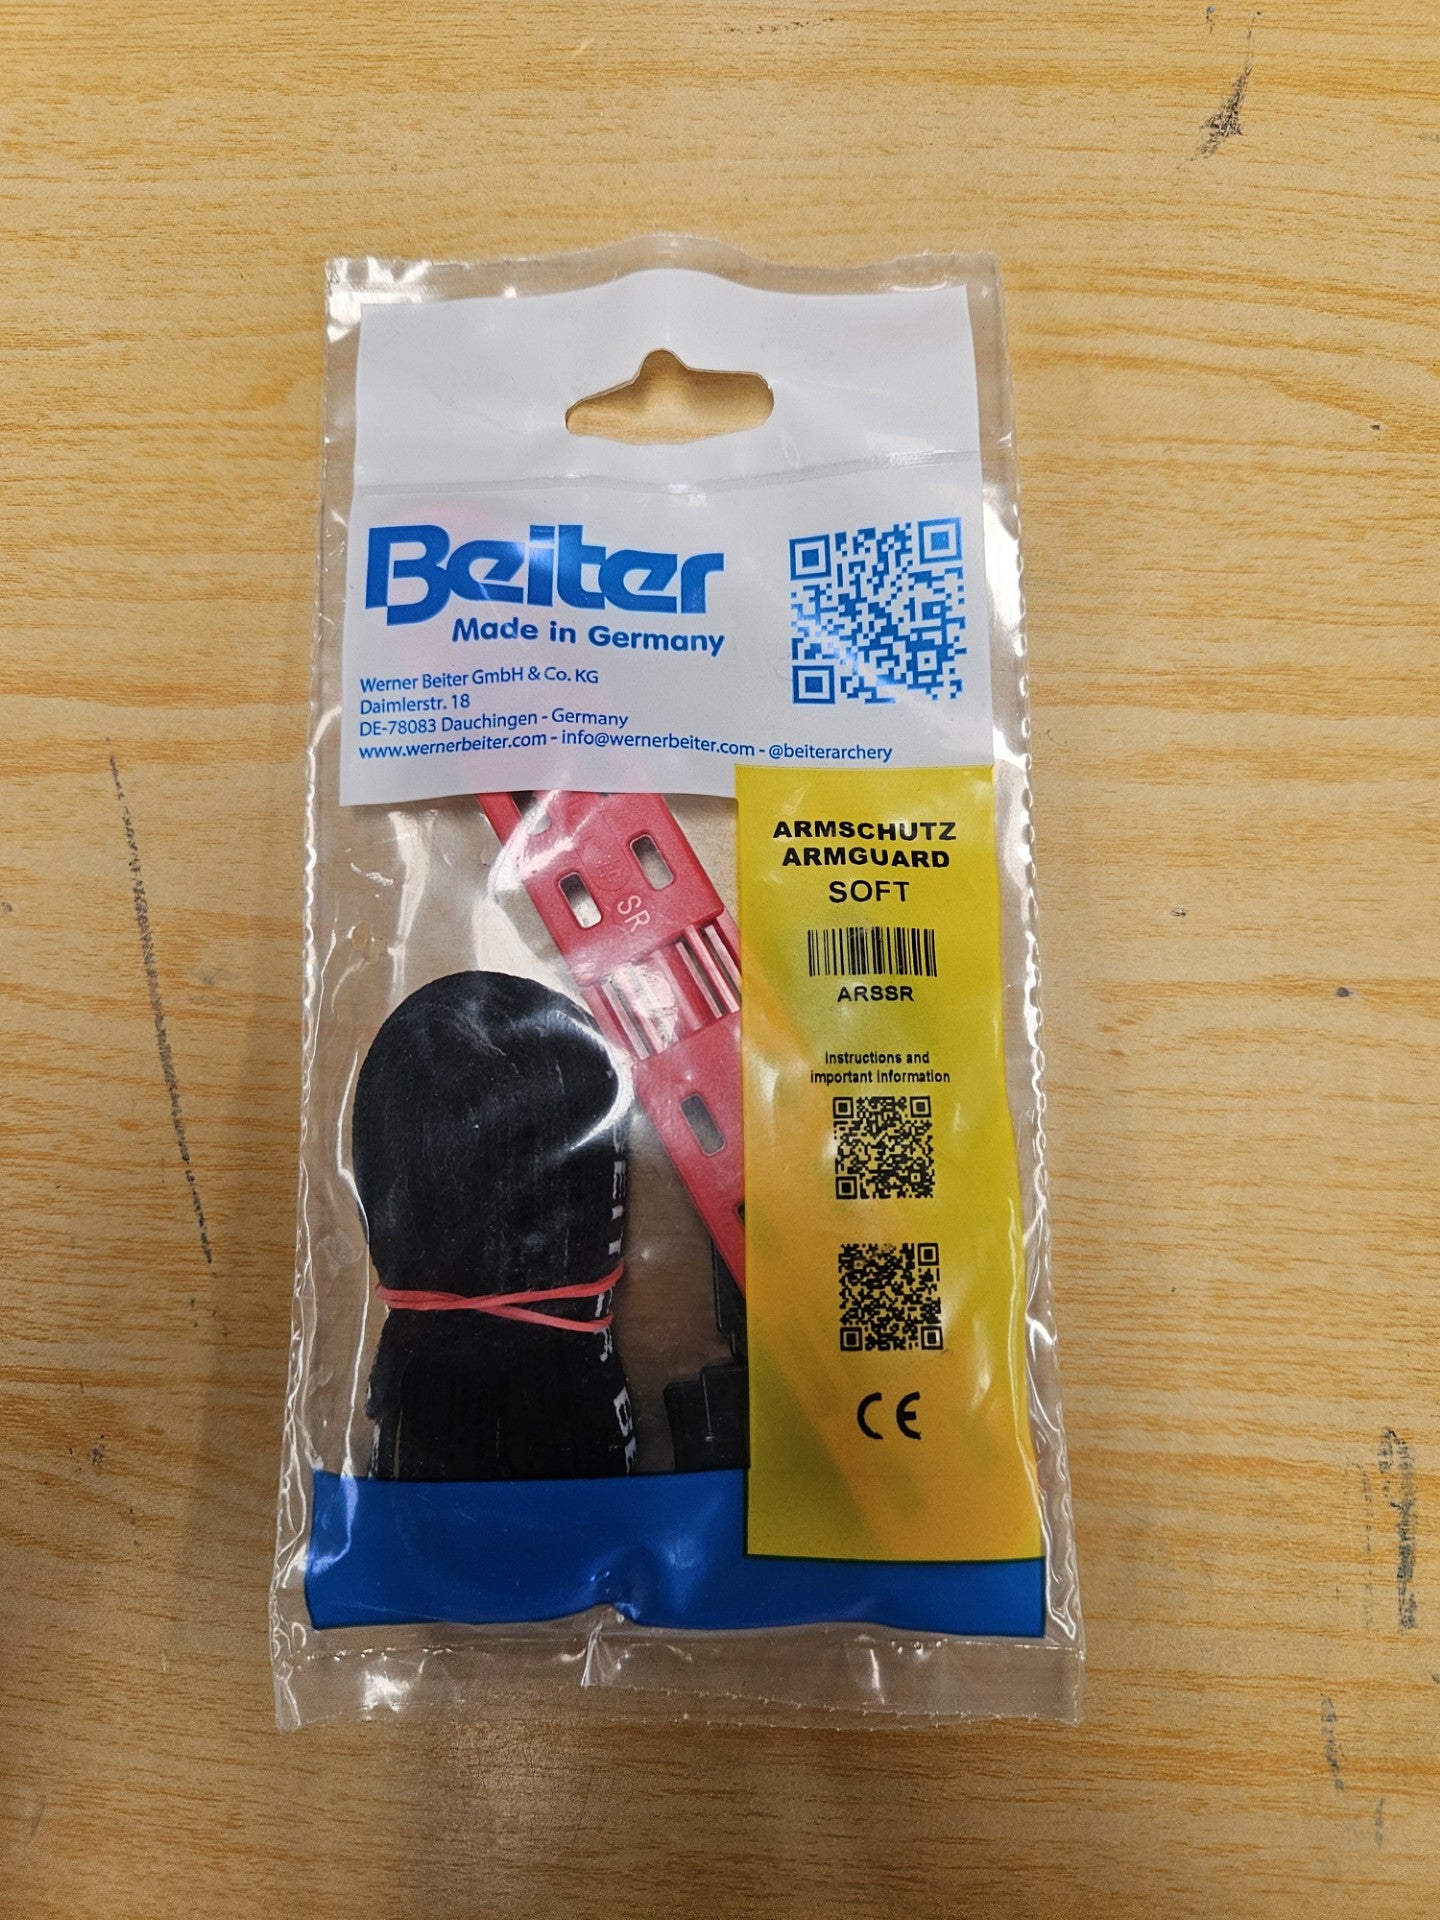 Beiter
Made in Germany
Werner Beiter GmbH & Co. KG
Daimlerstr. 18
DE-78083 Dauchingen - Germany
www.wernerbeiter.com - info@wernerbeiter.com - @beiterarchery
ARMSCHUTZ
ARMGUARD
SOFT
ARSSR
Instructions and
important information
CE
SR
BEIT